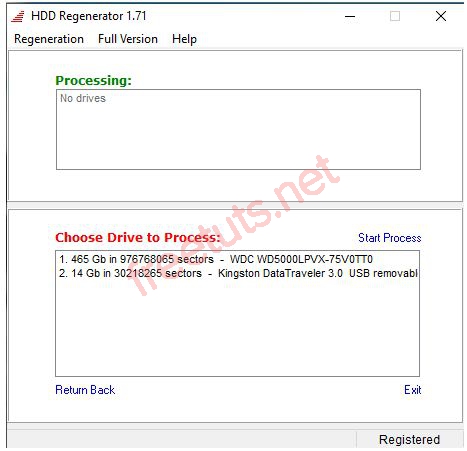 HDD Regenerator 1.71
Regeneration Full Version Help
Processing:
No drives
freetuts.net
Choose Drive to Process: Start Process
1. 465 Gb in 976768065 sectors - WDC WD5000LPVX-75V0TT0
2. 14 Gb in 30218265 sectors - Kingston DataTraveler 3.0 USB removabl
Return Back Exit
Registered